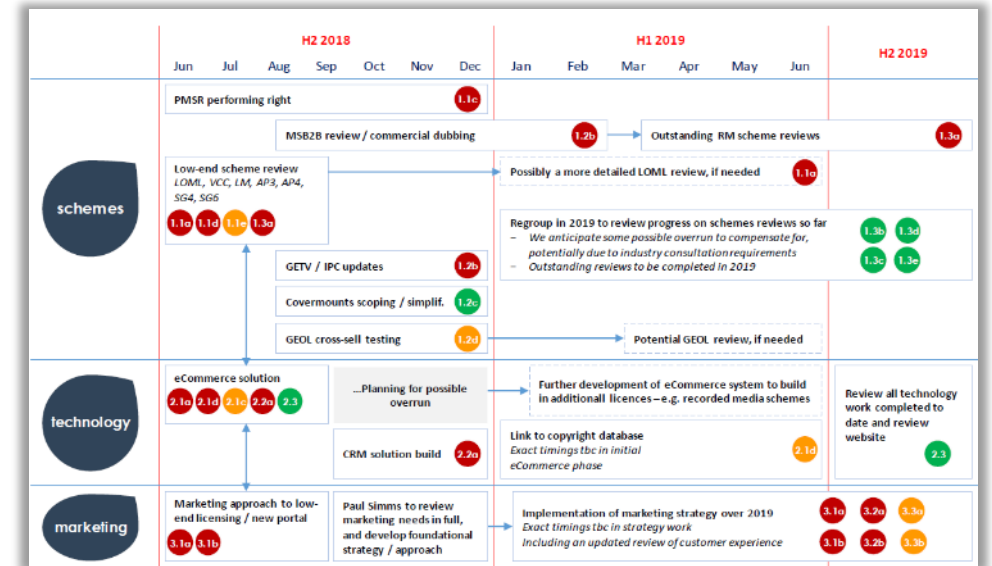 H2 2018
H1 2019
H2 2019
Jun Jul Aug Sep Oct Nov Dec Jan Feb Mar Apr May Jun
schemes
PMSR performing right
1.1c
MSB2B review / commercial dubbing
1.2b
Outstanding RM scheme reviews
1.3a
Low-end scheme review
LOML, VCC, LM, AP3, AP4,
SG4, SG6
1.1a 1.1d 1.1e 1.3a
Possibly a more detailed LOML review, if needed
1.1a
Regroup in 2019 to review progress on schemes reviews so far
– We anticipate some possible overrun to compensate for,
potentially due to industry consultation requirements
– Outstanding reviews to be completed in 2019
1.3b 1.3d
1.3c 1.3e
GETV / IPC updates
1.2b
Covermounts scoping / simplif.
1.2c
GEOL cross-sell testing
1.2d
Potential GEOL review, if needed
technology
eCommerce solution
2.1a 2.1d 2.1c 2.2a 2.3
...Planning for possible
overrun
Further development of eCommerce system to build
in additionall licences – e.g. recorded media schemes
CRM solution build
2.2a
Link to copyright database
Exact timings tbc in initial
eCommerce phase
2.1d
Review all technology
work completed to
date and review
website
2.3
marketing
Marketing approach to low-
end licensing / new portal
3.1a 3.1b
Paul Simms to review
marketing needs in full,
and develop foundational
strategy / approach
Implementation of marketing strategy over 2019
Exact timings tbc in strategy work
Including an updated review of customer experience
3.1a 3.2a 3.3a
3.1b 3.2b 3.3b